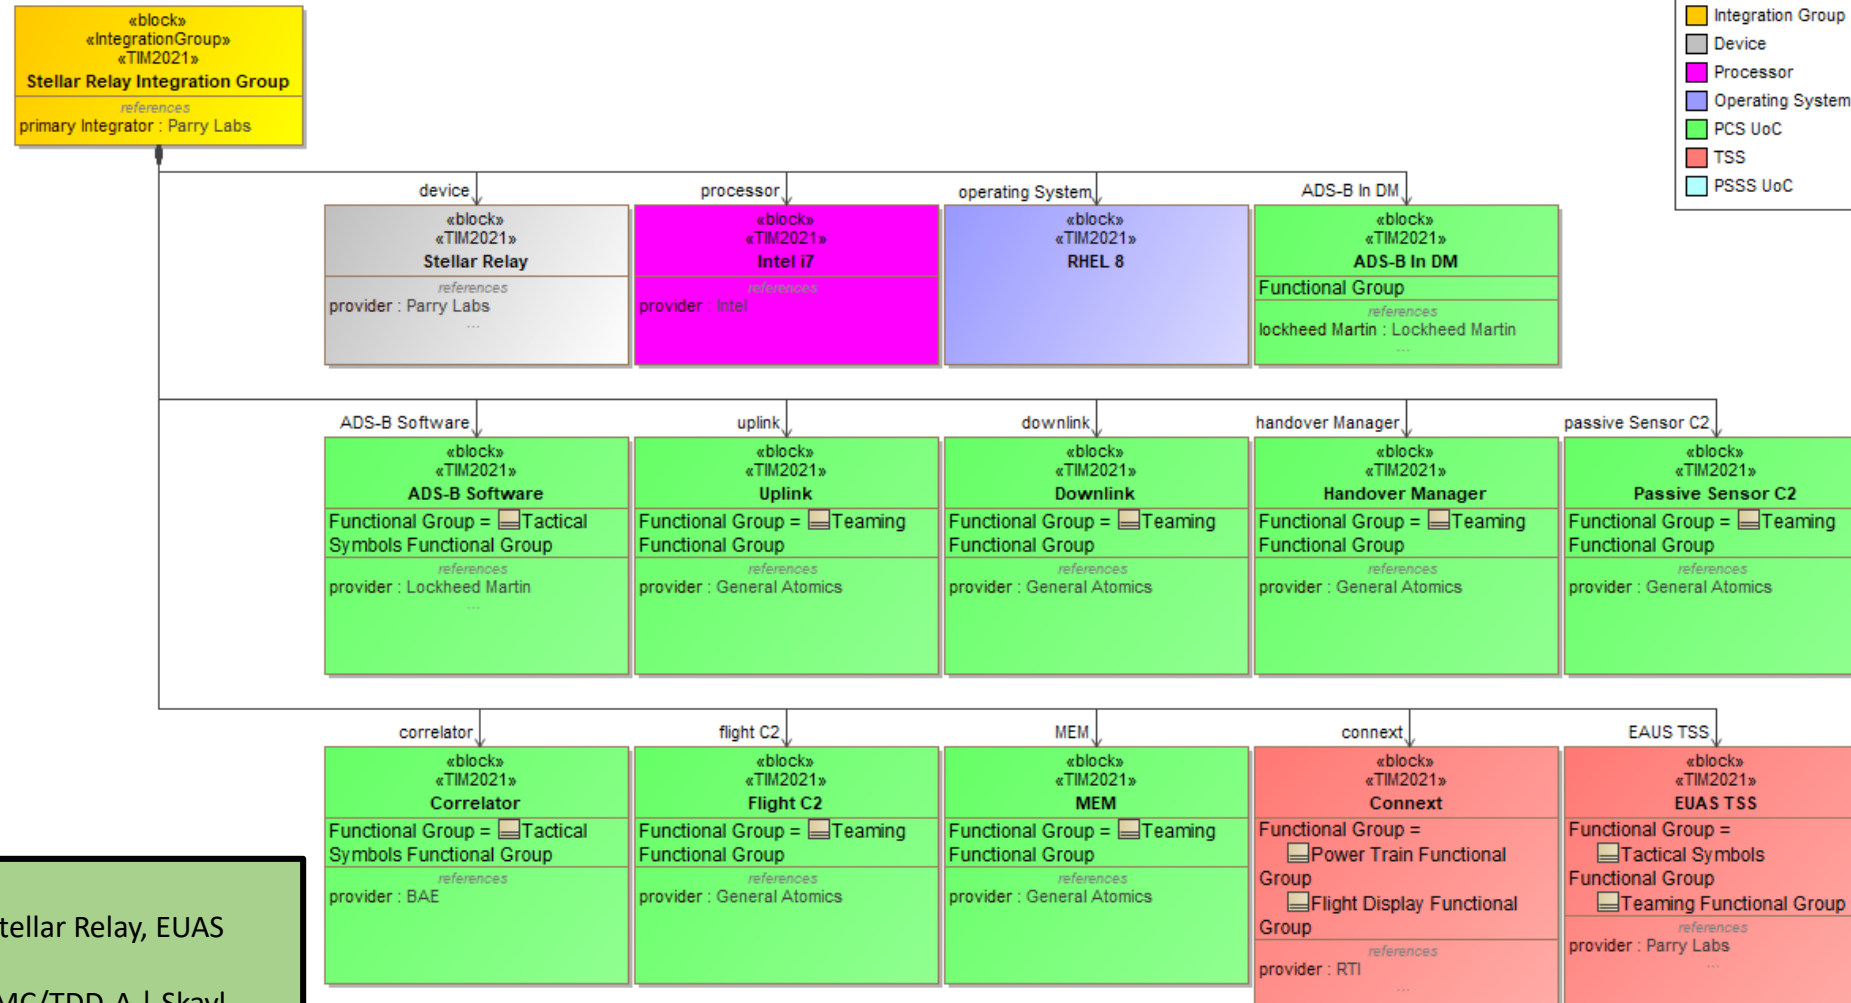 «block»
«IntegrationGroup»
«TIM2021»
Stellar Relay Integration Group
references
primary Integrator : Parry Labs
Integration Group
Device
Processor
Operating System
PCS UoC
TSS
PSSS UoC
device
processor
operating System
ADS-B In DM
«block»
«TIM2021»
Stellar Relay
references
provider : Parry Labs
...
«block»
«TIM2021»
Intel i7
references
provider : Intel
«block»
«TIM2021»
RHEL 8
«block»
«TIM2021»
ADS-B In DM
Functional Group
references
lockheed Martin : Lockheed Martin
...
ADS-B Software
uplink
downlink
handover Manager
passive Sensor C2
«block»
«TIM2021»
ADS-B Software
Functional Group = Tactical
Symbols Functional Group
references
provider : Lockheed Martin
...
«block»
«TIM2021»
Uplink
Functional Group = Teaming
Functional Group
references
provider : General Atomics
«block»
«TIM2021»
Downlink
Functional Group = Teaming
Functional Group
references
provider : General Atomics
«block»
«TIM2021»
Handover Manager
Functional Group = Teaming
Functional Group
references
provider : General Atomics
«block»
«TIM2021»
Passive Sensor C2
Functional Group = Teaming
Functional Group
references
provider : General Atomics
correlator
flight C2
MEM
connext
EAUS TSS
«block»
«TIM2021»
Correlator
Functional Group = Tactical
Symbols Functional Group
references
provider : BAE
«block»
«TIM2021»
Flight C2
Functional Group = Teaming
Functional Group
references
provider : General Atomics
«block»
«TIM2021»
MEM
Functional Group = Teaming
Functional Group
references
provider : General Atomics
«block»
«TIM2021»
Connext
Functional Group =
Power Train Functional
Group
Flight Display Functional
Group
references
provider : RTI
...
«block»
«TIM2021»
EUAS TSS
Functional Group =
Tactical Symbols
Functional Group
Teaming Functional Group
references
provider : Parry Labs
...
tellar Relay, EUAS
MC/TDD-A | Skayl